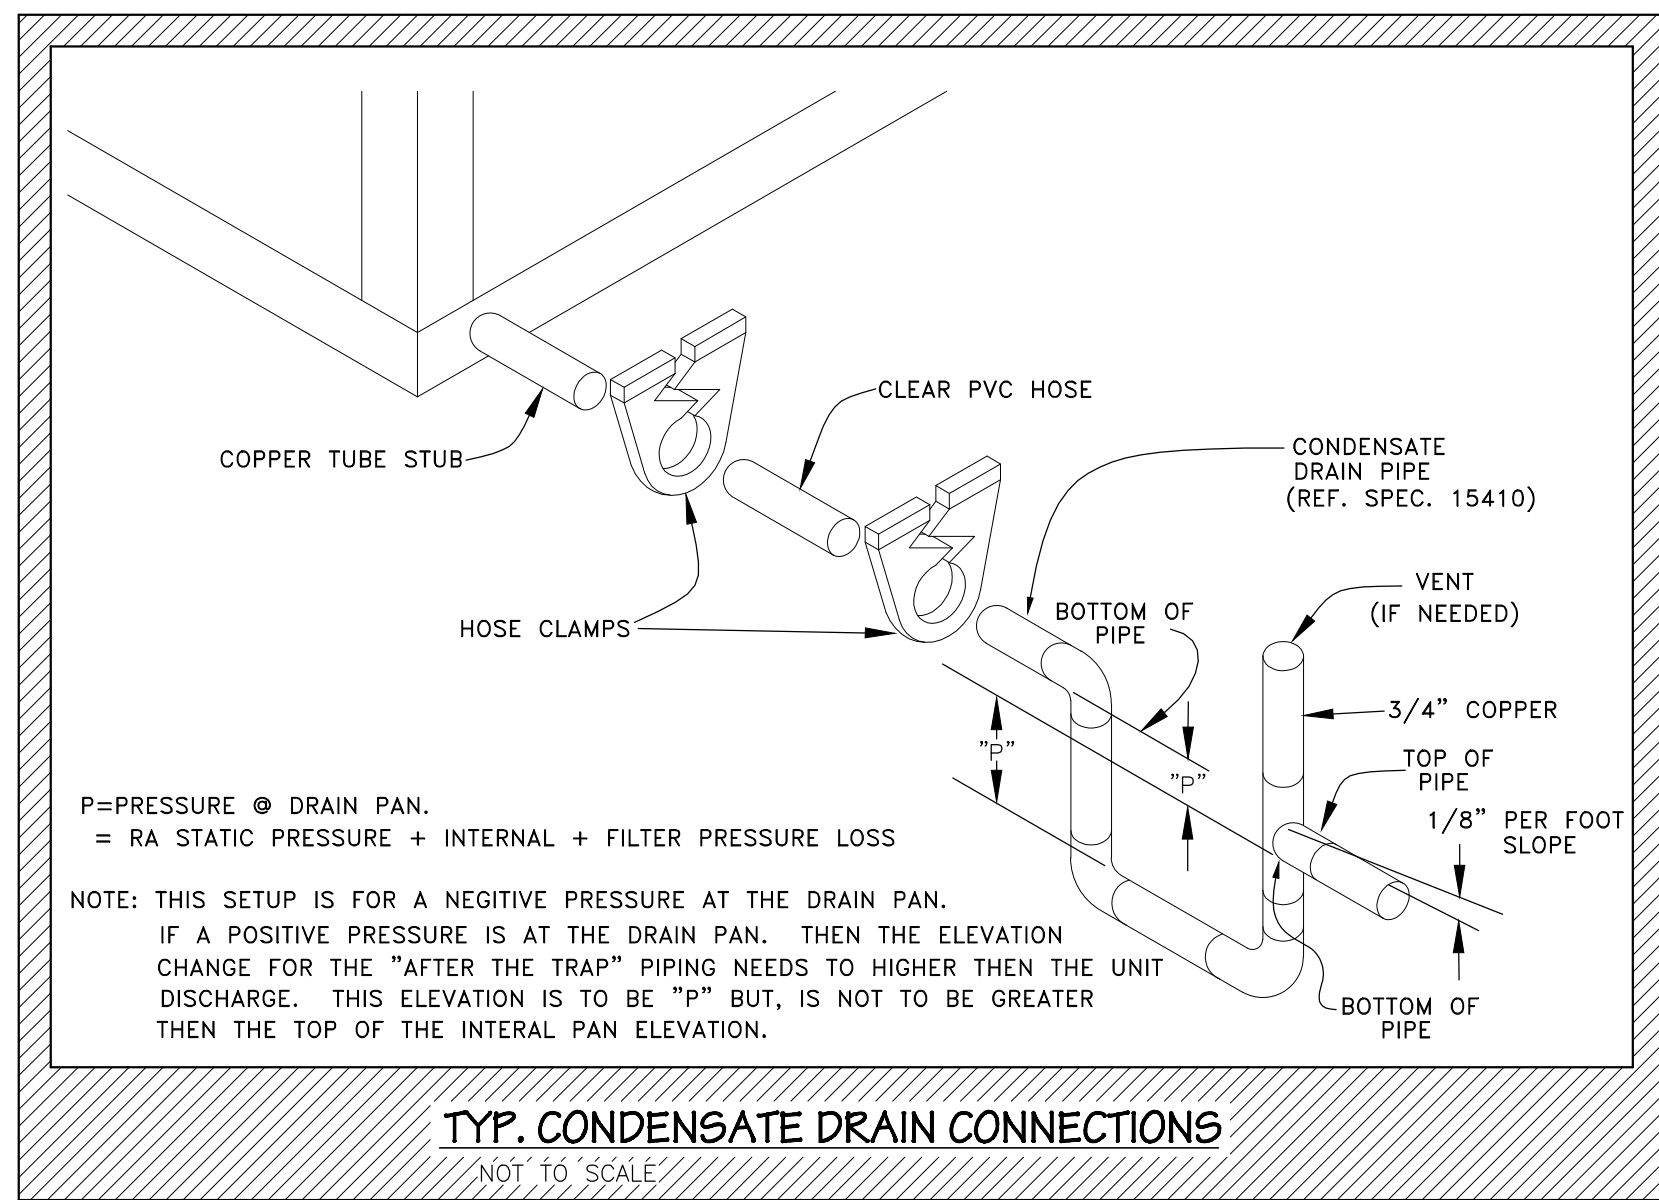 COPPER TUBE STUB
CLEAR PVC HOSE
CONDENSATE
DRAIN PIPE
(REF. SPEC. 15410)
HOSE CLAMPS
BOTTOM OF
PIPE
VENT
(IF NEEDED)
3/4" COPPER
"P"
"P"
TOP OF
PIPE
1/8" PER FOOT
SLOPE
BOTTOM OF
PIPE
P=PRESSURE @ DRAIN PAN.
= RA STATIC PRESSURE + INTERNAL + FILTER PRESSURE LOSS
NOTE: THIS SETUP IS FOR A NEGITIVE PRESSURE AT THE DRAIN PAN.
IF A POSITIVE PRESSURE IS AT THE DRAIN PAN. THEN THE ELEVATION
CHANGE FOR THE "AFTER THE TRAP" PIPING NEEDS TO HIGHER THEN THE UNIT
DISCHARGE. THIS ELEVATION IS TO BE "P" BUT, IS NOT TO BE GREATER
THEN THE TOP OF THE INTERAL PAN ELEVATION.
TYP. CONDENSATE DRAIN CONNECTIONS
NOT TO SCALE